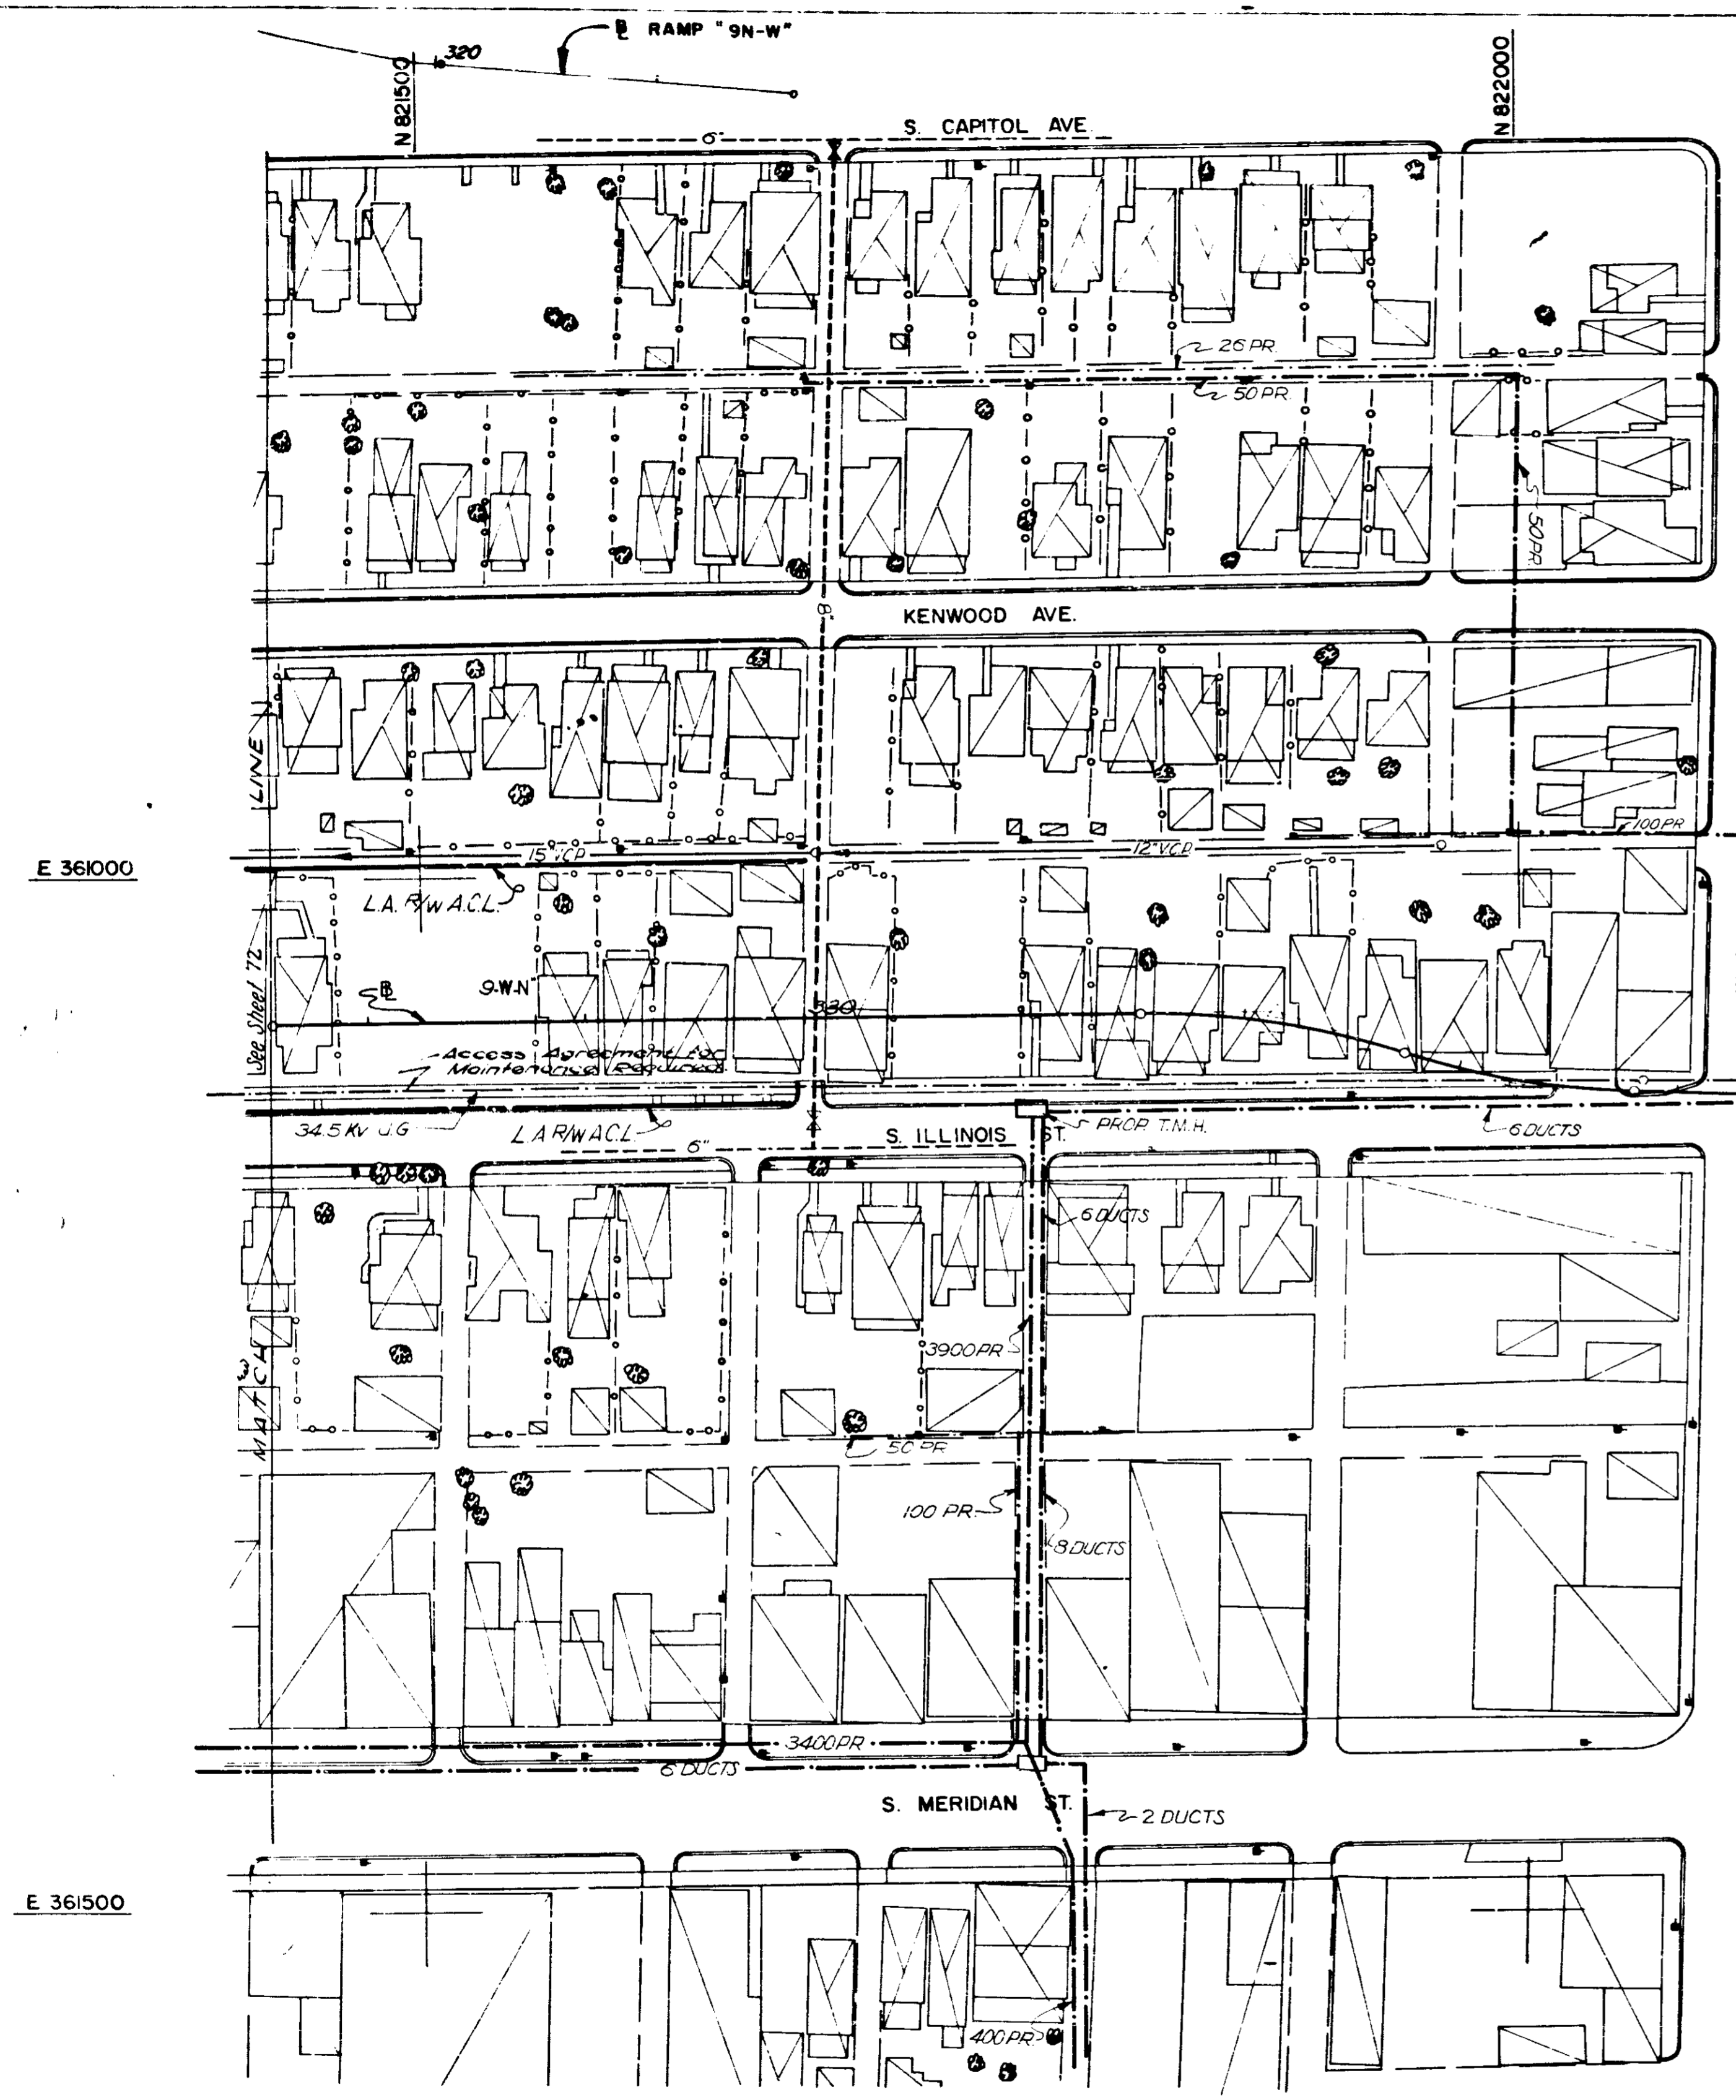 ℄ RAMP "9N-W"
320
N 821500
N 822000
S. CAPITOL AVE.
6"
26 PR.
50 PR.
50 PR.
8"
KENWOOD AVE.
LINE
100 PR
15" VCP
12" VCP
E 361000
L.A. R/W A.C.L.
See Sheet 72
℄
9-W-N"
330
Access Agreement For
Maintenance Required
34.5 KV U.G.
L.A. R/W A.C.L.
6"
S. ILLINOIS ST.
PROP. T.M.H.
6 DUCTS
6 DUCTS
3900 PR
MATCH
50 PR
100 PR.
8 DUCTS
3400 PR
6 DUCTS
S. MERIDIAN ST.
2 DUCTS
E 361500
400 PR.